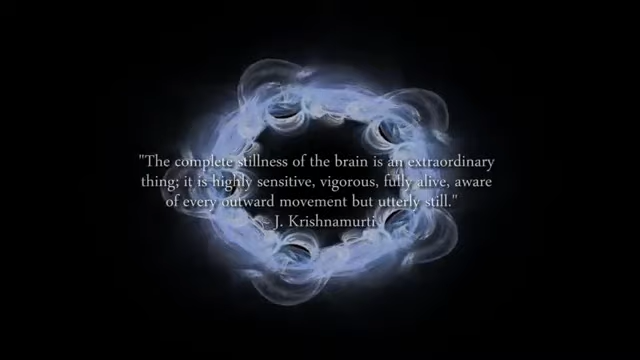 "The complete stillness of the brain is an extraordinary
thing; it is highly sensitive, vigorous, fully alive, aware
of every outward movement but utterly still."
~ J. Krishnamurti